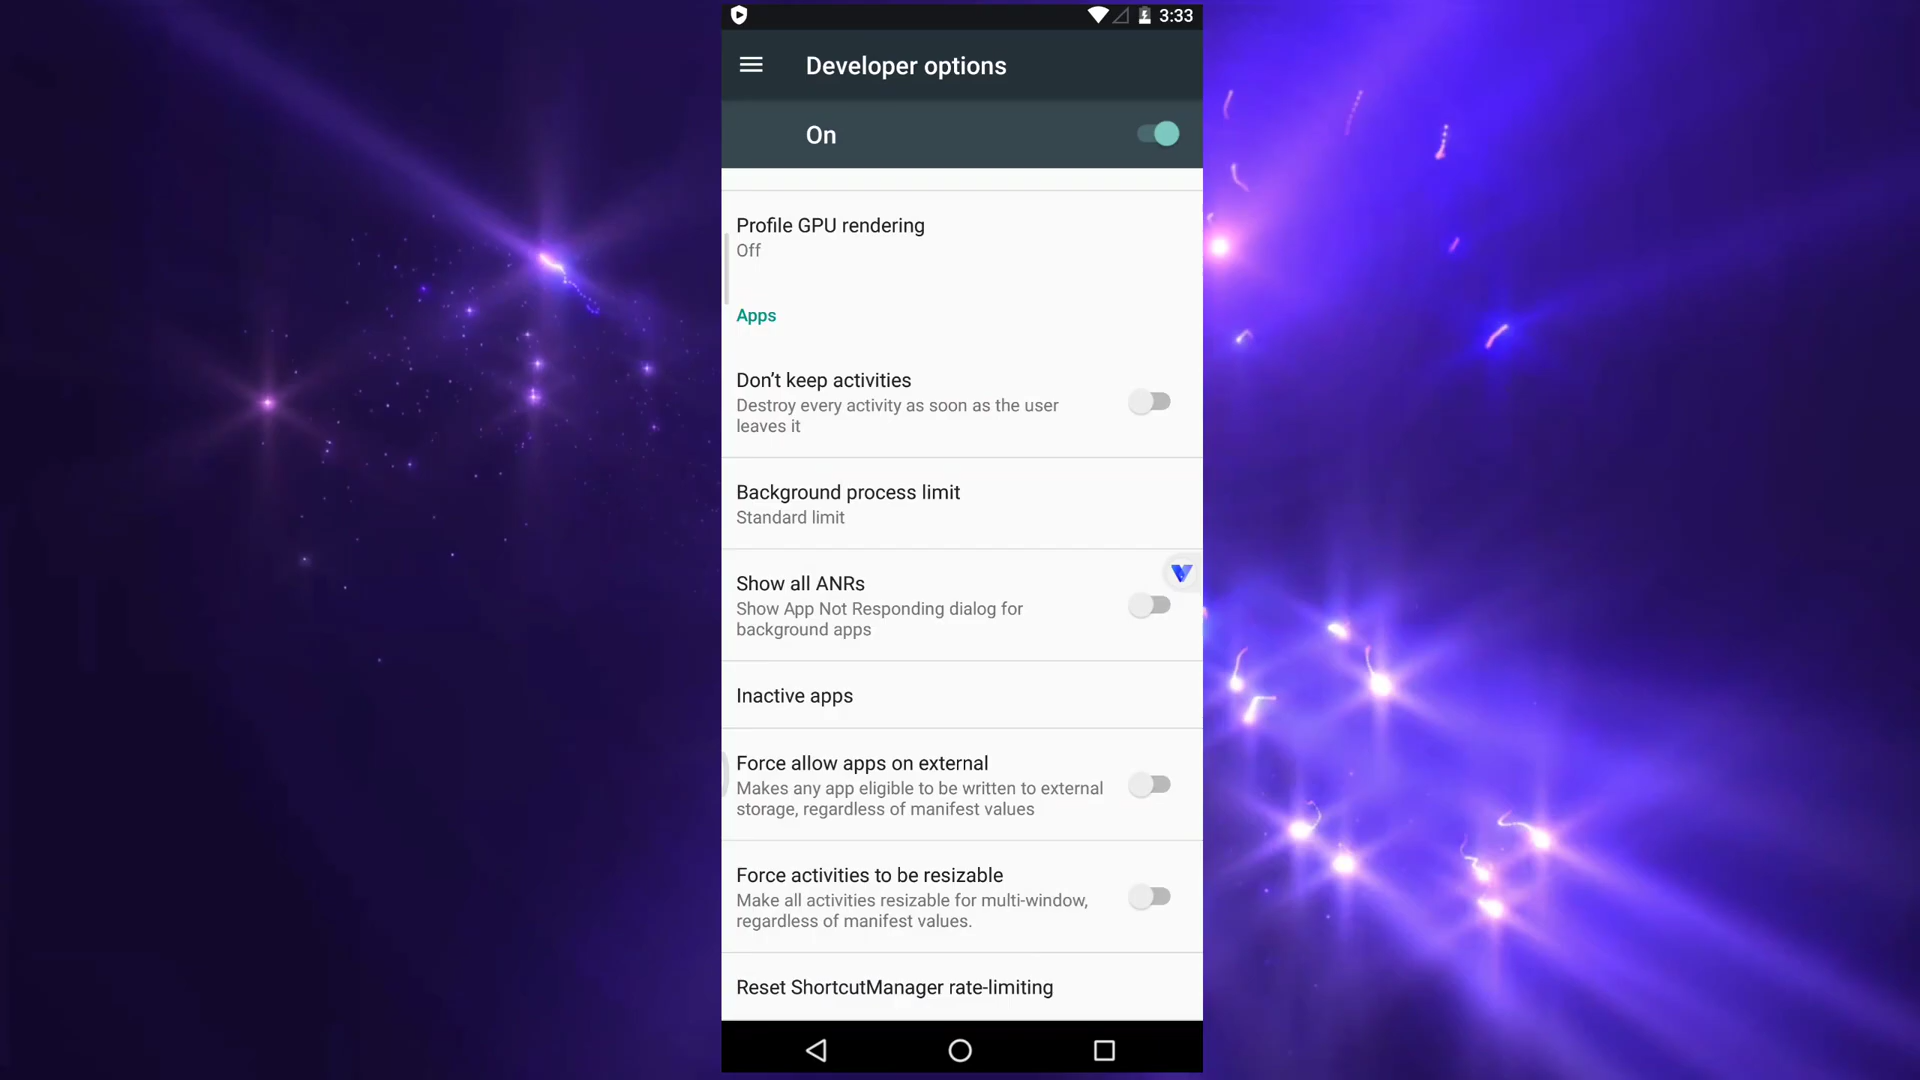 3:33
Developer options
On
Profile GPU rendering
Off
Apps
Don’t keep activities
Destroy every activity as soon as the user
leaves it
Background process limit
Standard limit
Show all ANRs
Show App Not Responding dialog for
background apps
Inactive apps
Force allow apps on external
Makes any app eligible to be written to external
storage, regardless of manifest values
Force activities to be resizable
Make all activities resizable for multi-window,
regardless of manifest values.
Reset ShortcutManager rate-limiting